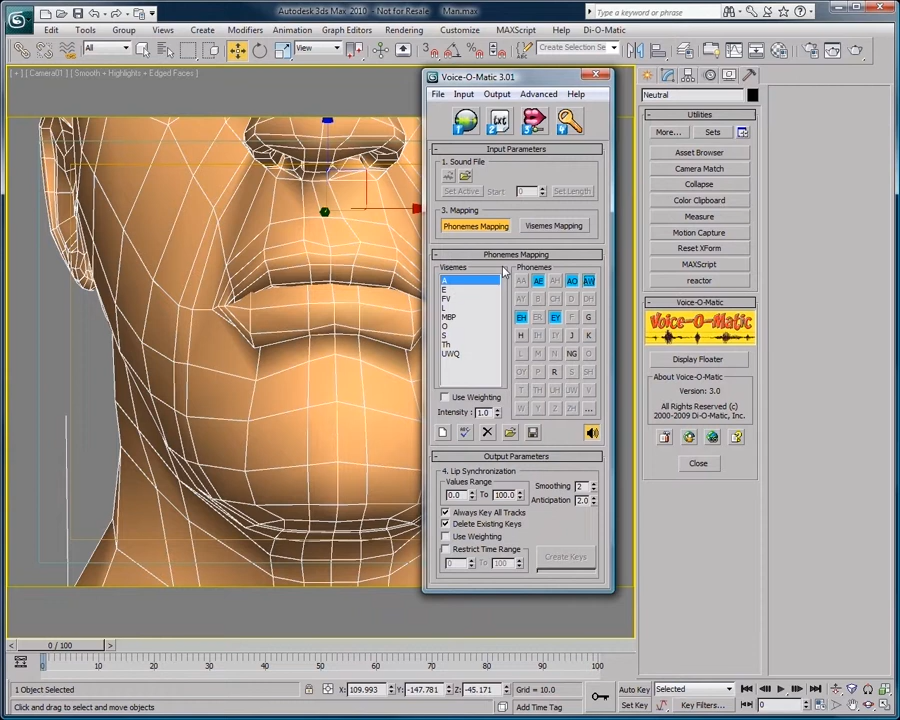 Autodesk 3ds Max 2010 - Not for Resale    Man.max
Type a keyword or phrase
Edit Tools Group Views Create Modifiers Animation Graph Editors Rendering Customize MAXScript Help Di-O-Matic
All View Create Selection Se
[ + ] [ Camera01 ] [ Smooth + Highlights + Edged Faces ]
Voice-O-Matic 3.01
File Input Output Advanced Help
1 txt 2 3 4
Input Parameters
1. Sound File
Set Active Start 0 Set Length
3. Mapping
Phonemes Mapping Visemes Mapping
Phonemes Mapping
Visemes Phonemes
A
E
FV
L
MBP
O
S
Th
UWQ
AA AE AH AO AW
AY B CH D DH
EH ER EY F G
H IH IY J K
L M N NG O
OY P R S SH
T TH UH UW V
W Y Z ZH ...
Use Weighting
Intensity: 1.0
Output Parameters
4. Lip Synchronization
Values Range
0.0 To 100.0
Smoothing 2
Anticipation 2.0
Always Key All Tracks
Delete Existing Keys
Use Weighting
Restrict Time Range
0 To 100
Create Keys
Neutral
Utilities
More... Sets
Asset Browser
Camera Match
Collapse
Color Clipboard
Measure
Motion Capture
Reset XForm
MAXScript
reactor
Voice-O-Matic
Voice-O-Matic
Display Floater
About Voice-O-Matic
Version: 3.0
All Rights Reserved (c)
2000-2009 Di-O-Matic, Inc.
Close
< 0 / 100 >
0 10 20 30 40 50 60 70 80 90 100
1 Object Selected X: 109.993 Y: -147.781 Z: -45.171 Grid = 10.0 Auto Key Selected
Click and drag to select and move objects Add Time Tag Set Key Key Filters... 0